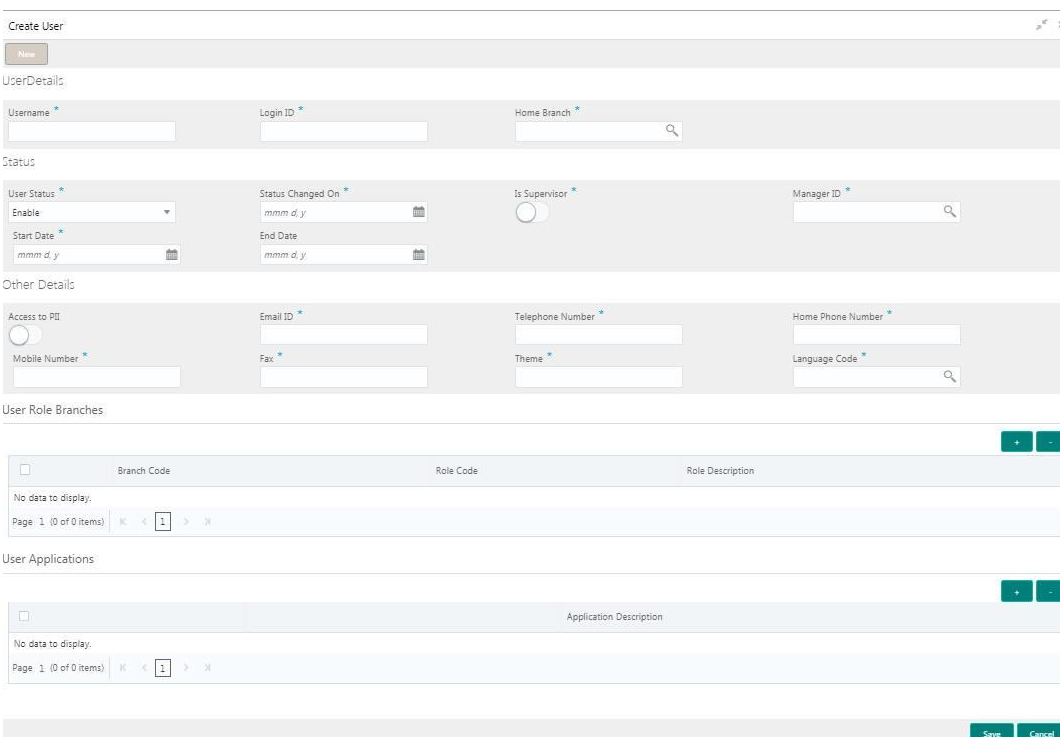 Create User
New
UserDetails
Username *
Login ID *
Home Branch *
Status
User Status *
Status Changed On *
Is Supervisor *
Manager ID *
Enable
mmm d, y
Start Date *
End Date
mmm d, y
mmm d, y
Other Details
Access to PII
Email ID *
Telephone Number *
Home Phone Number *
Mobile Number *
Fax *
Theme *
Language Code *
User Role Branches
+ -
Branch Code
Role Code
Role Description
No data to display.
Page 1 (0 of 0 items) 1
User Applications
+ -
Application Description
No data to display.
Page 1 (0 of 0 items) 1
Save
Cancel